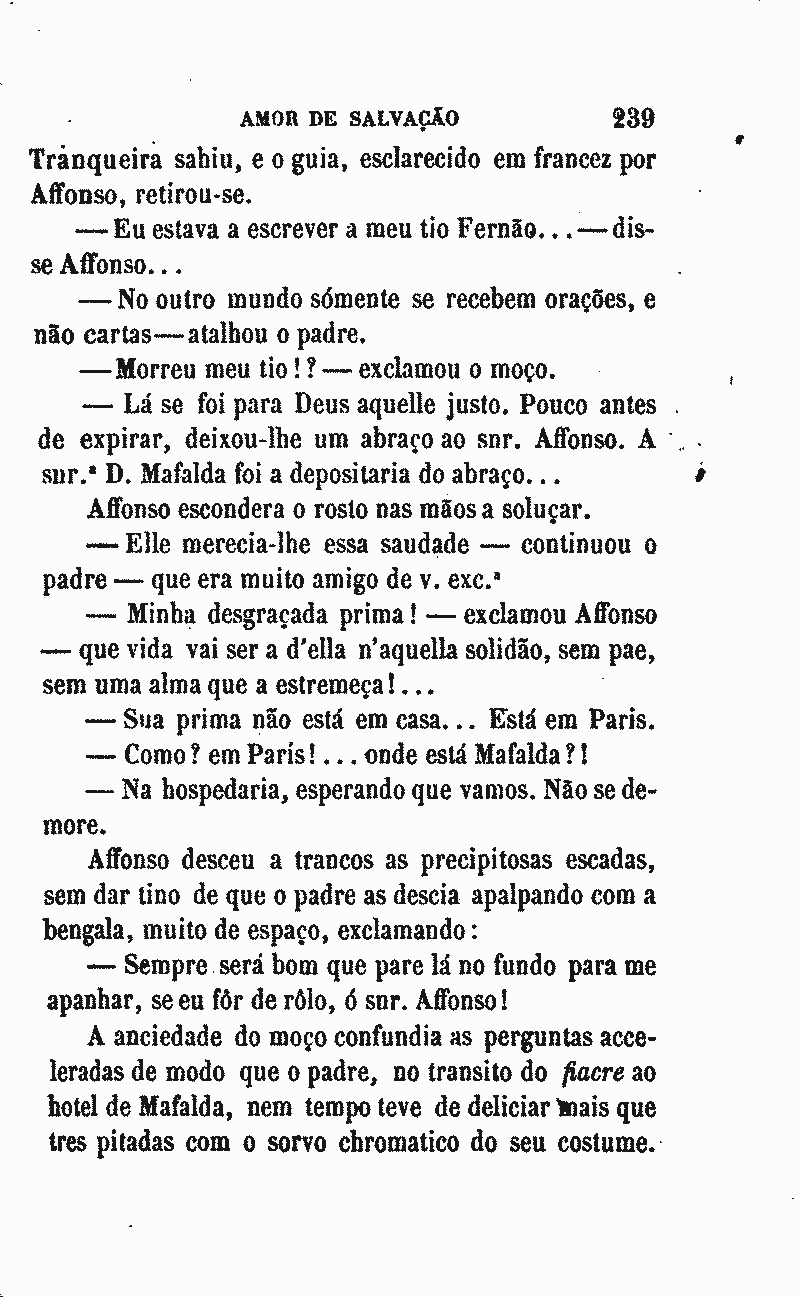 AMOR DE SALVAÇÃO 239
Tranqueira sahiu, e o guia, esclarecido em francez por
Affonso, retirou-se.
— Eu estava a escrever a meu tio Fernão... — dis-
se Affonso...
— No outro mundo sómente se recebem orações, e
não cartas — atalhou o padre.
— Morreu meu tio!? — exclamou o moço.
— Lá se foi para Deus aquelle justo. Pouco antes
de expirar, deixou-lhe um abraço ao snr. Affonso. A
snr.ª D. Mafalda foi a depositaria do abraço...
Affonso escondera o rosto nas mãos a soluçar.
— Elle merecia-lhe essa saudade — continuou o
padre — que era muito amigo de v. exc.ª
— Minha desgraçada prima! — exclamou Affonso
— que vida vai ser a d'ella n'aquella solidão, sem pae,
sem uma alma que a estremeça!...
— Sua prima não está em casa... Está em Paris.
— Como? em París!... onde está Mafalda?!
— Na hospedaria, esperando que vamos. Não se de-
more.
Affonso desceu a trancos as precipitosas escadas,
sem dar tino de que o padre as descia apalpando com a
bengala, muito de espaço, exclamando:
— Sempre será bom que pare lá no fundo para me
apanhar, se eu fôr de rôlo, ó snr. Affonso!
A anciedade do moço confundia as perguntas acce-
leradas de modo que o padre, no transito do fiacre ao
hotel de Mafalda, nem tempo teve de deliciar mais que
tres pitadas com o sorvo chromatico do seu costume.